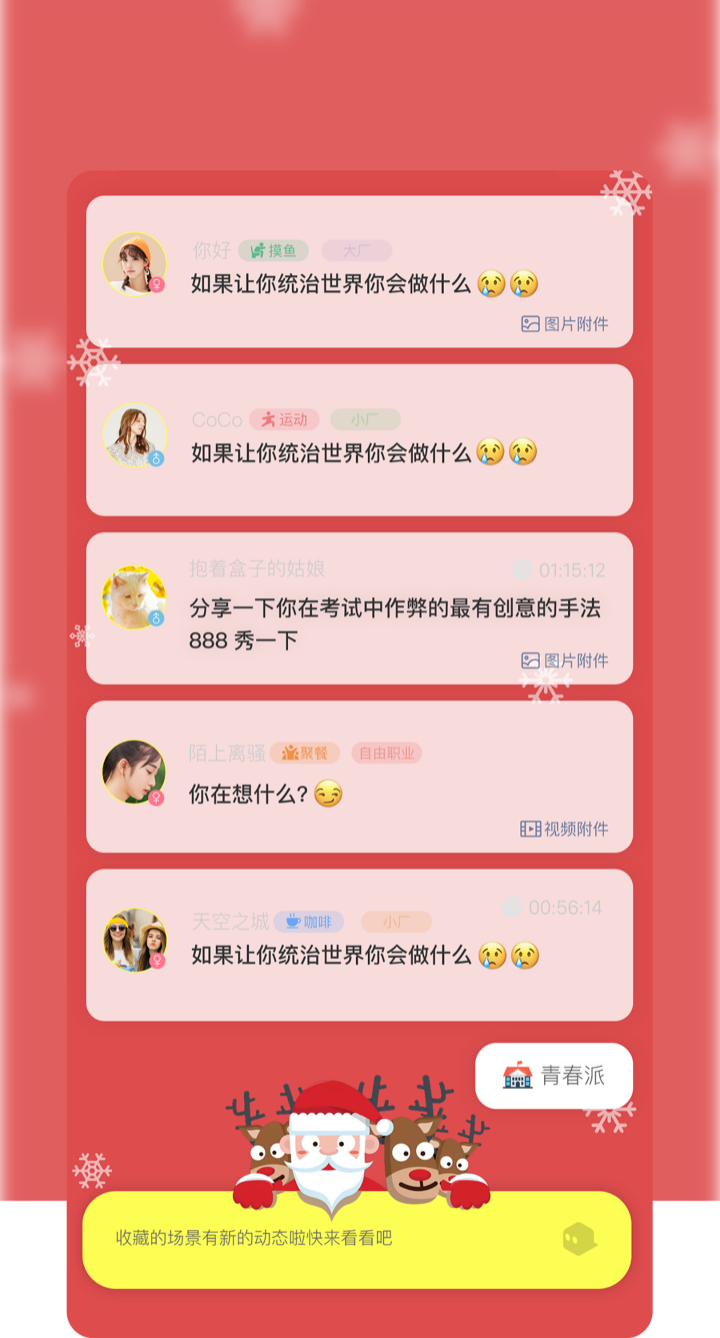 你好 摸鱼 大厂
如果让你统治世界你会做什么
图片附件
CoCo 运动 小厂
如果让你统治世界你会做什么
抱着盒子的姑娘 01:15:12
分享一下你在考试中作弊的最有创意的手法
888 秀一下
图片附件
陌上离骚 聚餐 自由职业
你在想什么?
视频附件
00:56:14
天空之城 咖啡 小厂
如果让你统治世界你会做什么
青春派
收藏的场景有新的动态啦快来看看吧